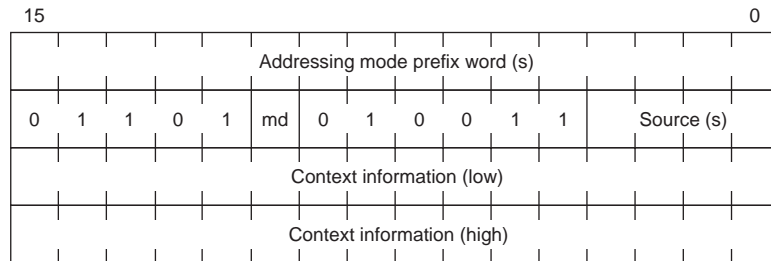 15 0
Addressing mode prefix word (s)
0 1 1 0 1 md 0 1 0 0 1 1 Source (s)
Context information (low)
Context information (high)